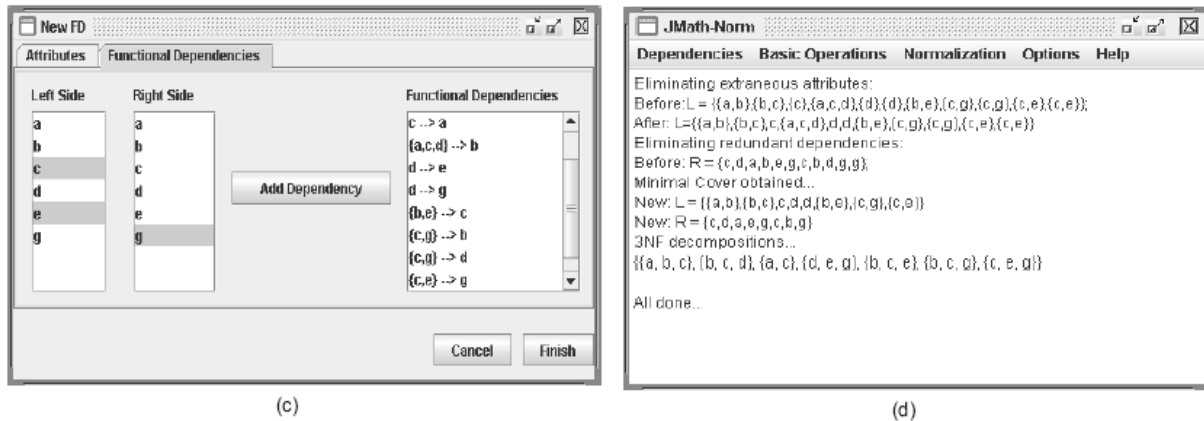 New FD
Attributes Functional Dependencies
Left Side Right Side Functional Dependencies
a
b
c
d
e
g
a
b
c
d
e
g
Add Dependency
c --> a
{a,c,d} --> b
d --> e
d --> g
{b,e} --> c
{c,g} --> b
{c,g} --> d
{c,e} --> g
Cancel Finish
(c)
JMath-Norm
Dependencies Basic Operations Normalization Options Help
Eliminating extraneous attributes:
Before:L = {{a,b},{b,c},{c},{a,c,d},{d},{d},{b,e},{c,g},{c,g},{c,e},{c,e}};
After: L={{a,b},{b,c},c,{a,c,d},d,d,{b,e},{c,g},{c,g},{c,e},{c,e}}
Eliminating redundant dependencies:
Before: R = {c,d,a,b,e,g,c,b,d,g,g};
Minimal Cover obtained...
New: L = {{a,b},{b,c},c,d,d,{b,e},{c,g},{c,e}}
New: R = {c,d,a,e,g,c,b,g}
3NF decompositions...
{{a, b, c}, {b, c, d}, {a, c}, {d, e, g}, {b, c, e}, {b, c, g}, {c, e, g}}
All done...
(d)